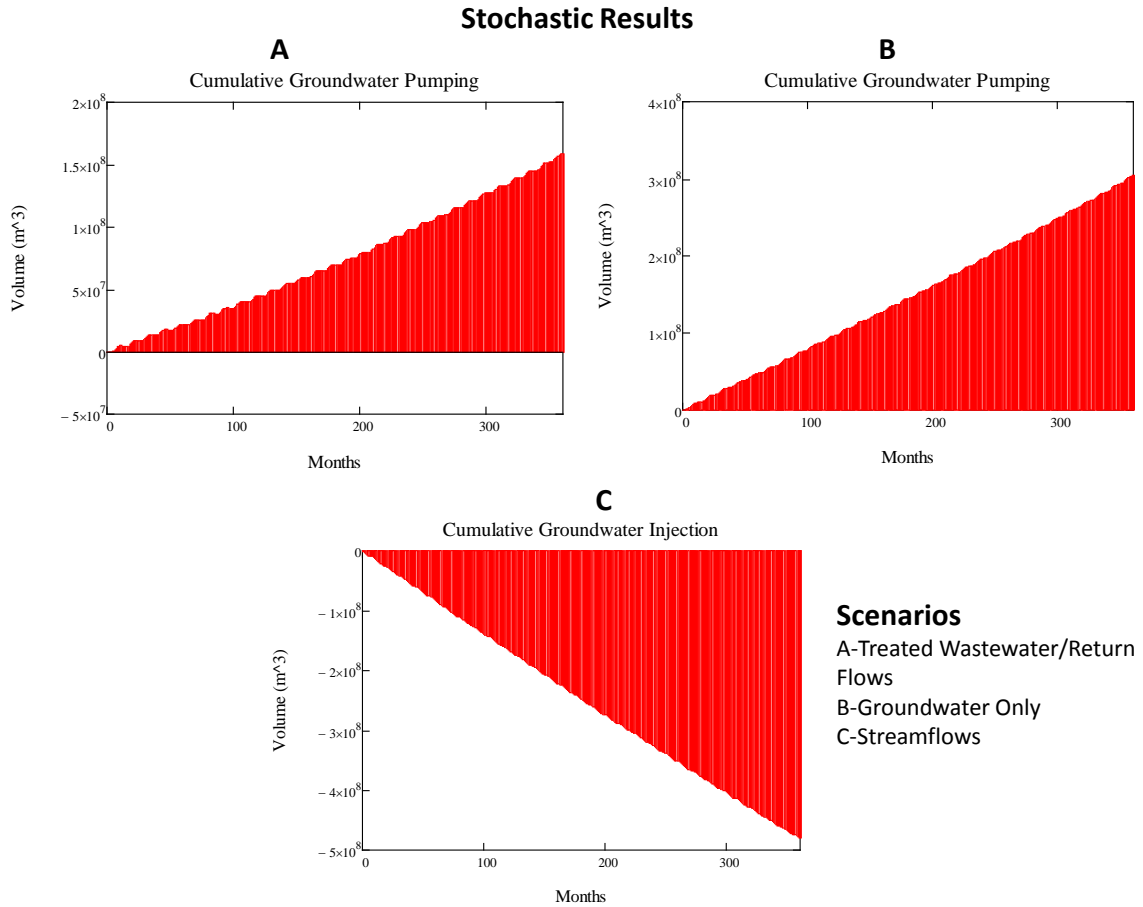 Stochastic Results
A
Cumulative Groundwater Pumping
2×10^8
1.5×10^8
1×10^8
5×10^7
0
− 5×10^7
0 100 200 300
Volume (m^3)
Months
B
Cumulative Groundwater Pumping
4×10^8
3×10^8
2×10^8
1×10^8
0
0 100 200 300
Volume (m^3)
Months
C
Cumulative Groundwater Injection
0
− 1×10^8
− 2×10^8
− 3×10^8
− 4×10^8
− 5×10^8
0 100 200 300
Volume (m^3)
Months
Scenarios
A-Treated Wastewater/Return
Flows
B-Groundwater Only
C-Streamflows